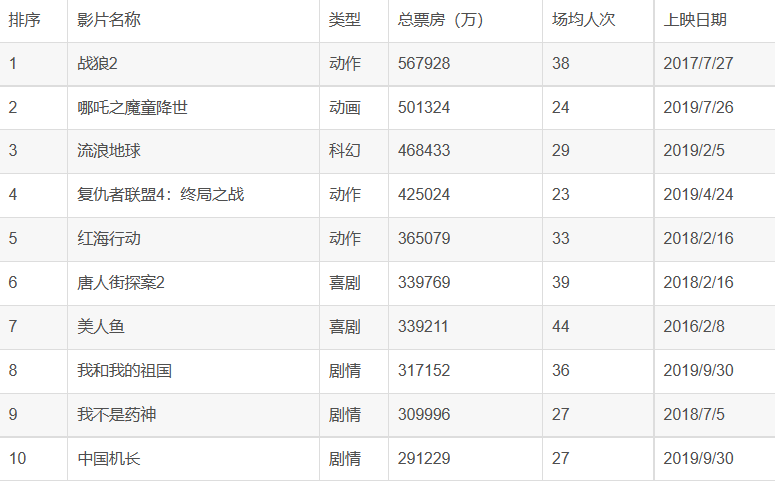 排序 影片名称 类型 总票房（万） 场均人次 上映日期
1 战狼2 动作 567928 38 2017/7/27
2 哪吒之魔童降世 动画 501324 24 2019/7/26
3 流浪地球 科幻 468433 29 2019/2/5
4 复仇者联盟4：终局之战 动作 425024 23 2019/4/24
5 红海行动 动作 365079 33 2018/2/16
6 唐人街探案2 喜剧 339769 39 2018/2/16
7 美人鱼 喜剧 339211 44 2016/2/8
8 我和我的祖国 剧情 317152 36 2019/9/30
9 我不是药神 剧情 309996 27 2018/7/5
10 中国机长 剧情 291229 27 2019/9/30